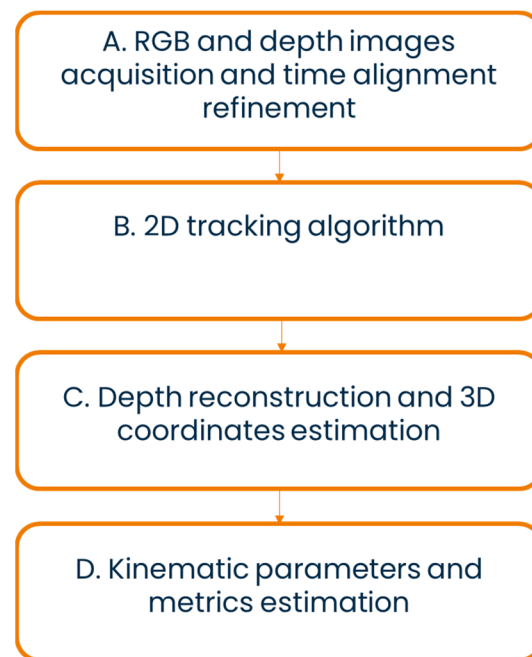 A. RGB and depth images
acquisition and time alignment
refinement
B. 2D tracking algorithm
C. Depth reconstruction and 3D
coordinates estimation
D. Kinematic parameters and
metrics estimation